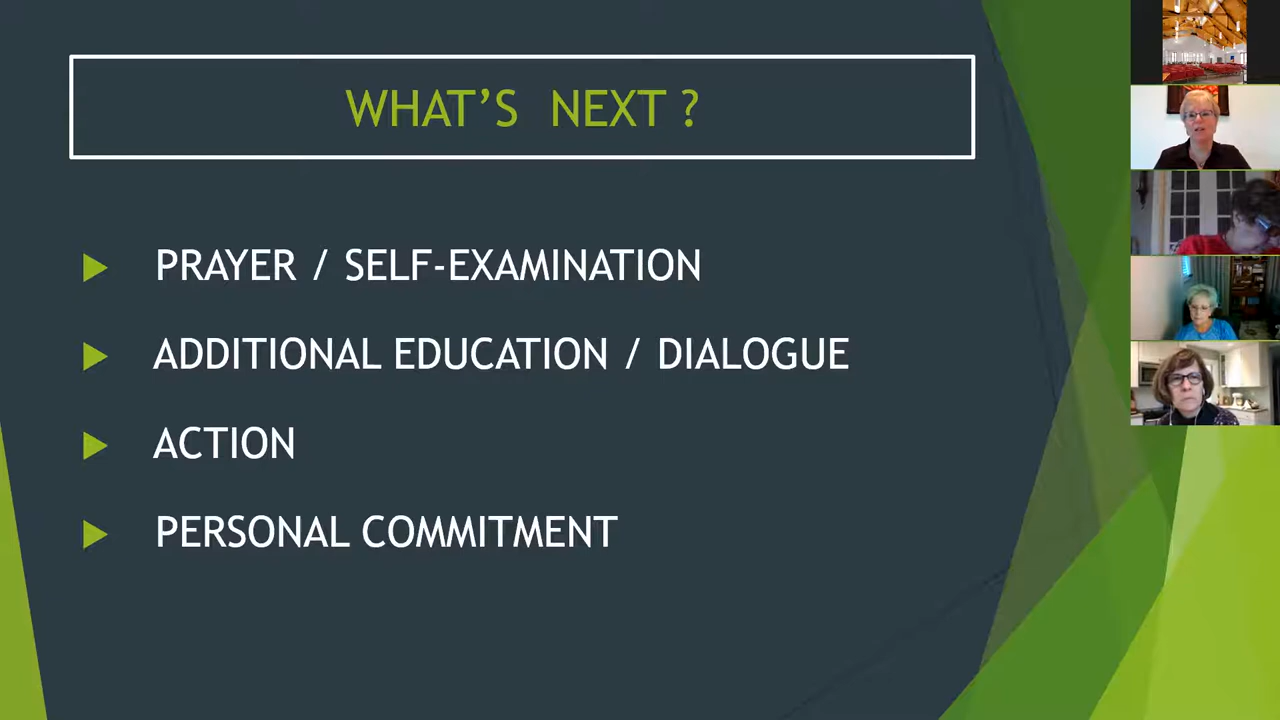 WHAT'S NEXT ?
PRAYER / SELF-EXAMINATION
ADDITIONAL EDUCATION / DIALOGUE
ACTION
PERSONAL COMMITMENT